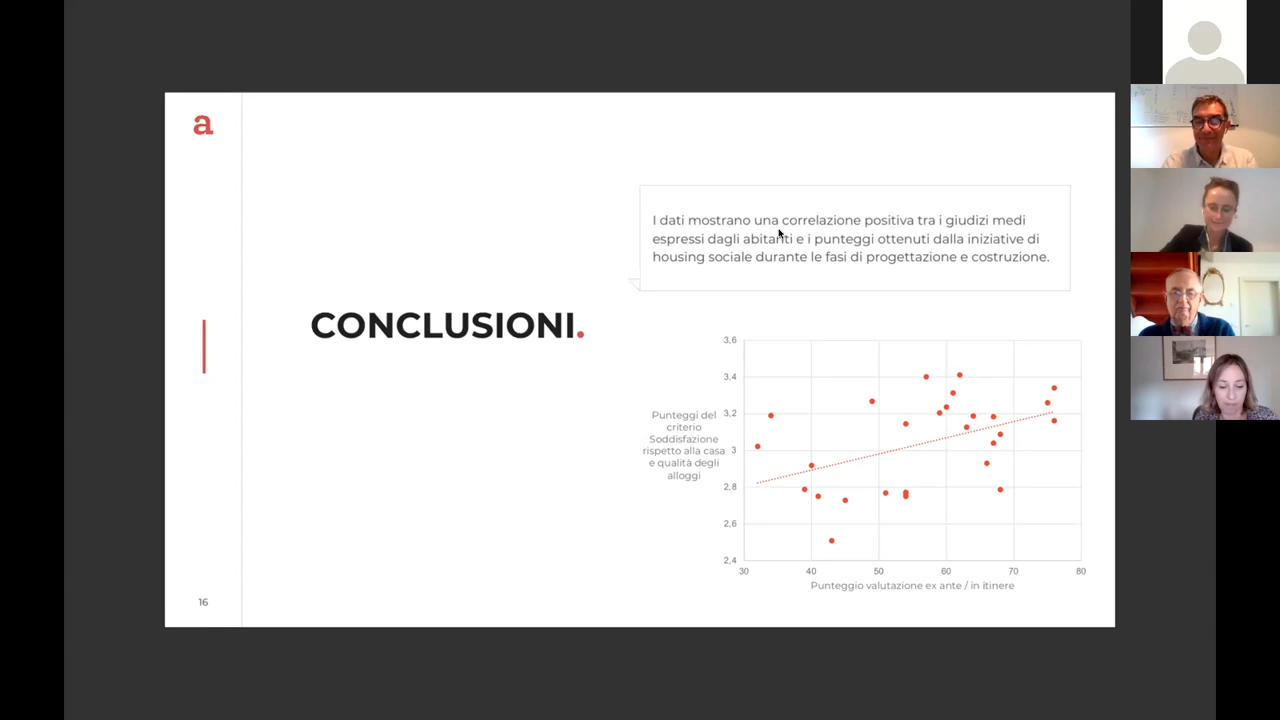 a
I dati mostrano una correlazione positiva tra i giudizi medi
espressi dagli abitanti e i punteggi ottenuti dalla iniziative di
housing sociale durante le fasi di progettazione e costruzione.
CONCLUSIONI.
Punteggi del
criterio
Soddisfazione
rispetto alla casa
e qualità degli
alloggi
3,6
3,4
3,2
3
2,8
2,6
2,4
30 40 50 60 70 80
Punteggio valutazione ex ante / in itinere
16